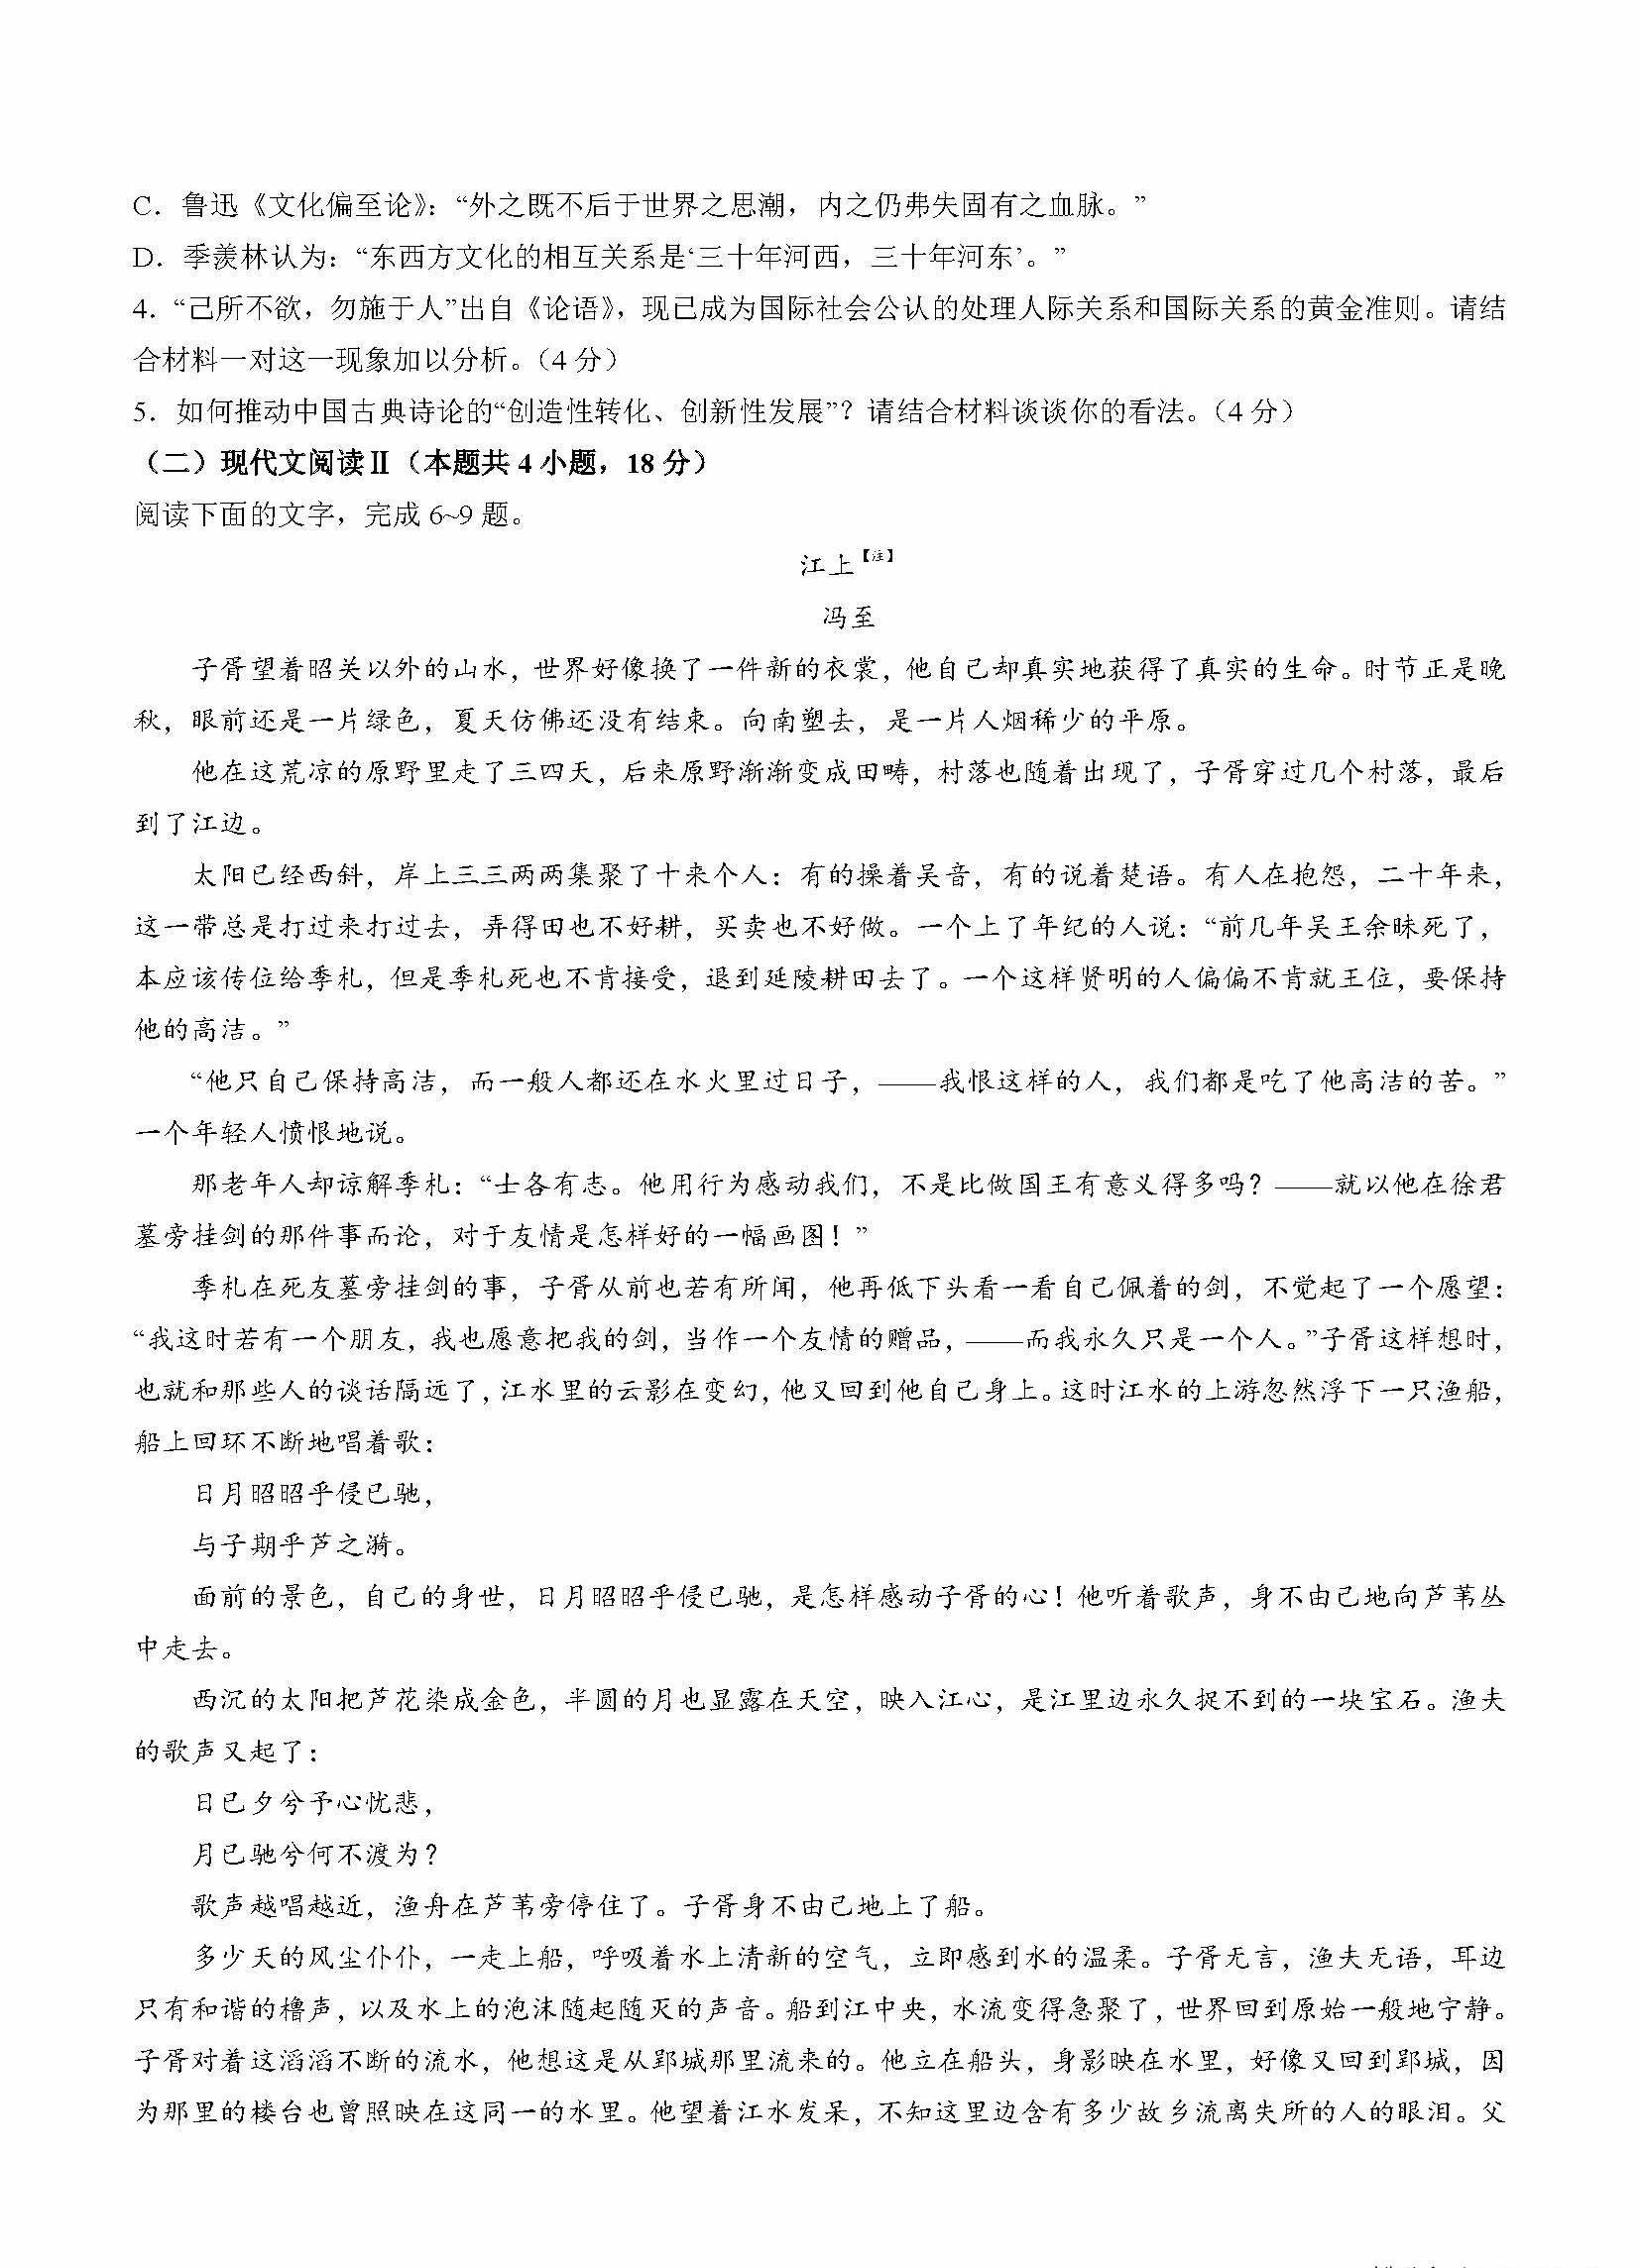 C．鲁迅《文化偏至论》：“外之既不后于世界之思潮，内之仍弗失固有之血脉。”
D．季羡林认为：“东西方文化的相互关系是‘三十年河西，三十年河东’。”
4．“己所不欲，勿施于人”出自《论语》，现已成为国际社会公认的处理人际关系和国际关系的黄金准则。请结
合材料一对这一现象加以分析。（4 分）
5．如何推动中国古典诗论的“创造性转化、创新性发展”？请结合材料谈谈你的看法。（4 分）
（二）现代文阅读Ⅱ（本题共 4 小题，18 分）
阅读下面的文字，完成 6~9 题。
江上【注】
冯至
子胥望着昭关以外的山水，世界好像换了一件新的衣裳，他自己却真实地获得了真实的生命。时节正是晚
秋，眼前还是一片绿色，夏天仿佛还没有结束。向南塑去，是一片人烟稀少的平原。
他在这荒凉的原野里走了三四天，后来原野渐渐变成田畴，村落也随着出现了，子胥穿过几个村落，最后
到了江边。
太阳已经西斜，岸上三三两两集聚了十来个人：有的操着吴音，有的说着楚语。有人在抱怨，二十年来，
这一带总是打过来打过去，弄得田也不好耕，买卖也不好做。一个上了年纪的人说：“前几年吴王余昧死了，
本应该传位给季札，但是季札死也不肯接受，退到延陵耕田去了。一个这样贤明的人偏偏不肯就王位，要保持
他的高洁。”
“他只自己保持高洁，而一般人都还在水火里过日子，——我恨这样的人，我们都是吃了他高洁的苦。”
一个年轻人愤恨地说。
那老年人却谅解季札：“士各有志。他用行为感动我们，不是比做国王有意义得多吗？——就以他在徐君
墓旁挂剑的那件事而论，对于友情是怎样好的一幅画图！”
季札在死友墓旁挂剑的事，子胥从前也若有所闻，他再低下头看一看自己佩着的剑，不觉起了一个愿望：
“我这时若有一个朋友，我也愿意把我的剑，当作一个友情的赠品，——而我永久只是一个人。”子胥这样想时，
也就和那些人的谈话隔远了，江水里的云影在变幻，他又回到他自己身上。这时江水的上游忽然浮下一只渔船，
船上回环不断地唱着歌：
日月昭昭乎侵已驰，
与子期乎芦之漪。
面前的景色，自己的身世，日月昭昭乎侵已驰，是怎样感动子胥的心！他听着歌声，身不由己地向芦苇丛
中走去。
西沉的太阳把芦花染成金色，半圆的月也显露在天空，映入江心，是江里边永久捉不到的一块宝石。渔夫
的歌声又起了：
日已夕兮予心忧悲，
月已驰兮何不渡为？
歌声越唱越近，渔舟在芦苇旁停住了。子胥身不由己地上了船。
多少天的风尘仆仆，一走上船，呼吸着水上清新的空气，立即感到水的温柔。子胥无言，渔夫无语，耳边
只有和谐的橹声，以及水上的泡沫随起随灭的声音。船到江中央，水流变得急聚了，世界回到原始一般地宁静。
子胥对着这滔滔不断的流水，他想这是从郢城那里流来的。他立在船头，身影映在水里，好像又回到郢城，因
为那里的楼台也曾照映在这同一的水里。他望着江水发呆，不知这里边含有多少故乡流离失所的人的眼泪。父